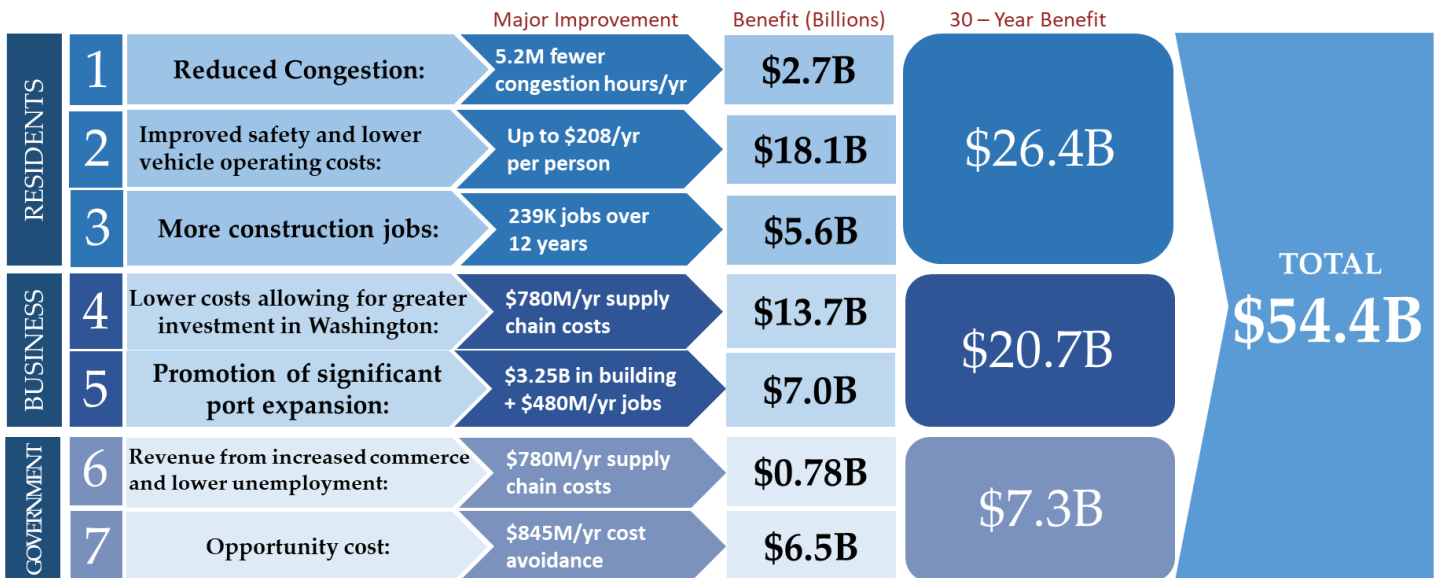 Major Improvement
Benefit (Billions)
30 – Year Benefit
RESIDENTS
1
Reduced Congestion:
5.2M fewer
congestion hours/yr
$2.7B
2
Improved safety and lower
vehicle operating costs:
Up to $208/yr
per person
$18.1B
3
More construction jobs:
239K jobs over
12 years
$5.6B
$26.4B
BUSINESS
4
Lower costs allowing for greater
investment in Washington:
$780M/yr supply
chain costs
$13.7B
5
Promotion of significant
port expansion:
$3.25B in building
+ $480M/yr jobs
$7.0B
$20.7B
GOVERNMENT
6
Revenue from increased commerce
and lower unemployment:
$780M/yr supply
chain costs
$0.78B
7
Opportunity cost:
$845M/yr cost
avoidance
$6.5B
$7.3B
TOTAL
$54.4B